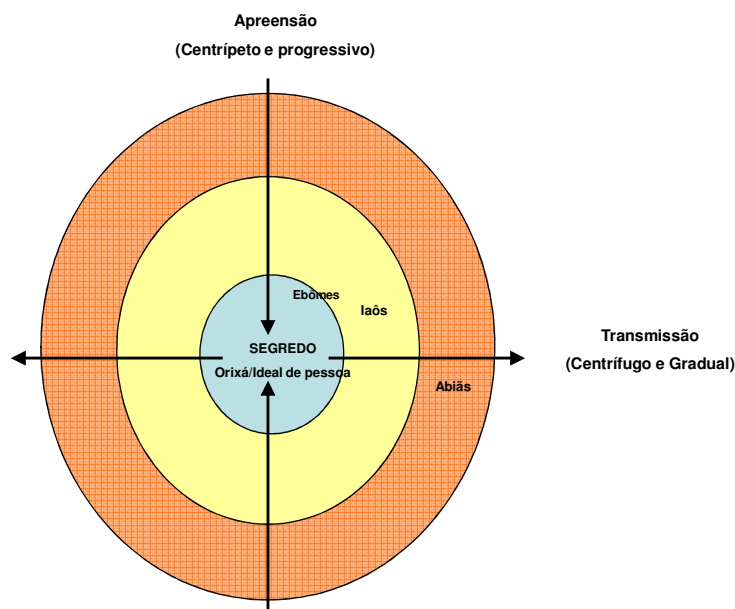 Apreensão
(Centrípeto e progressivo)
Ebômes
Iaôs
SEGREDO
Orixá/Ideal de pessoa
Abiãs
Transmissão
(Centrífugo e Gradual)